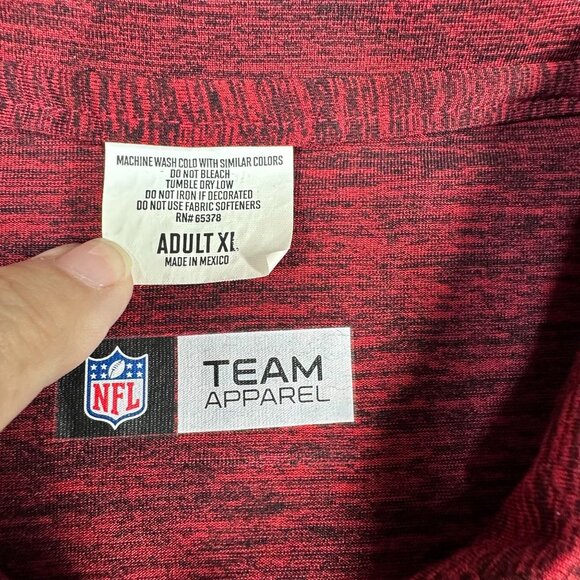 MACHINE WASH COLD WITH SIMILAR COLORS
DO NOT BLEACH
TUMBLE DRY LOW
DO NOT IRON IF DECORATED
DO NOT USE FABRIC SOFTENERS
RN# 65378
ADULT XL
MADE IN MEXICO
NFL
TEAM
APPAREL